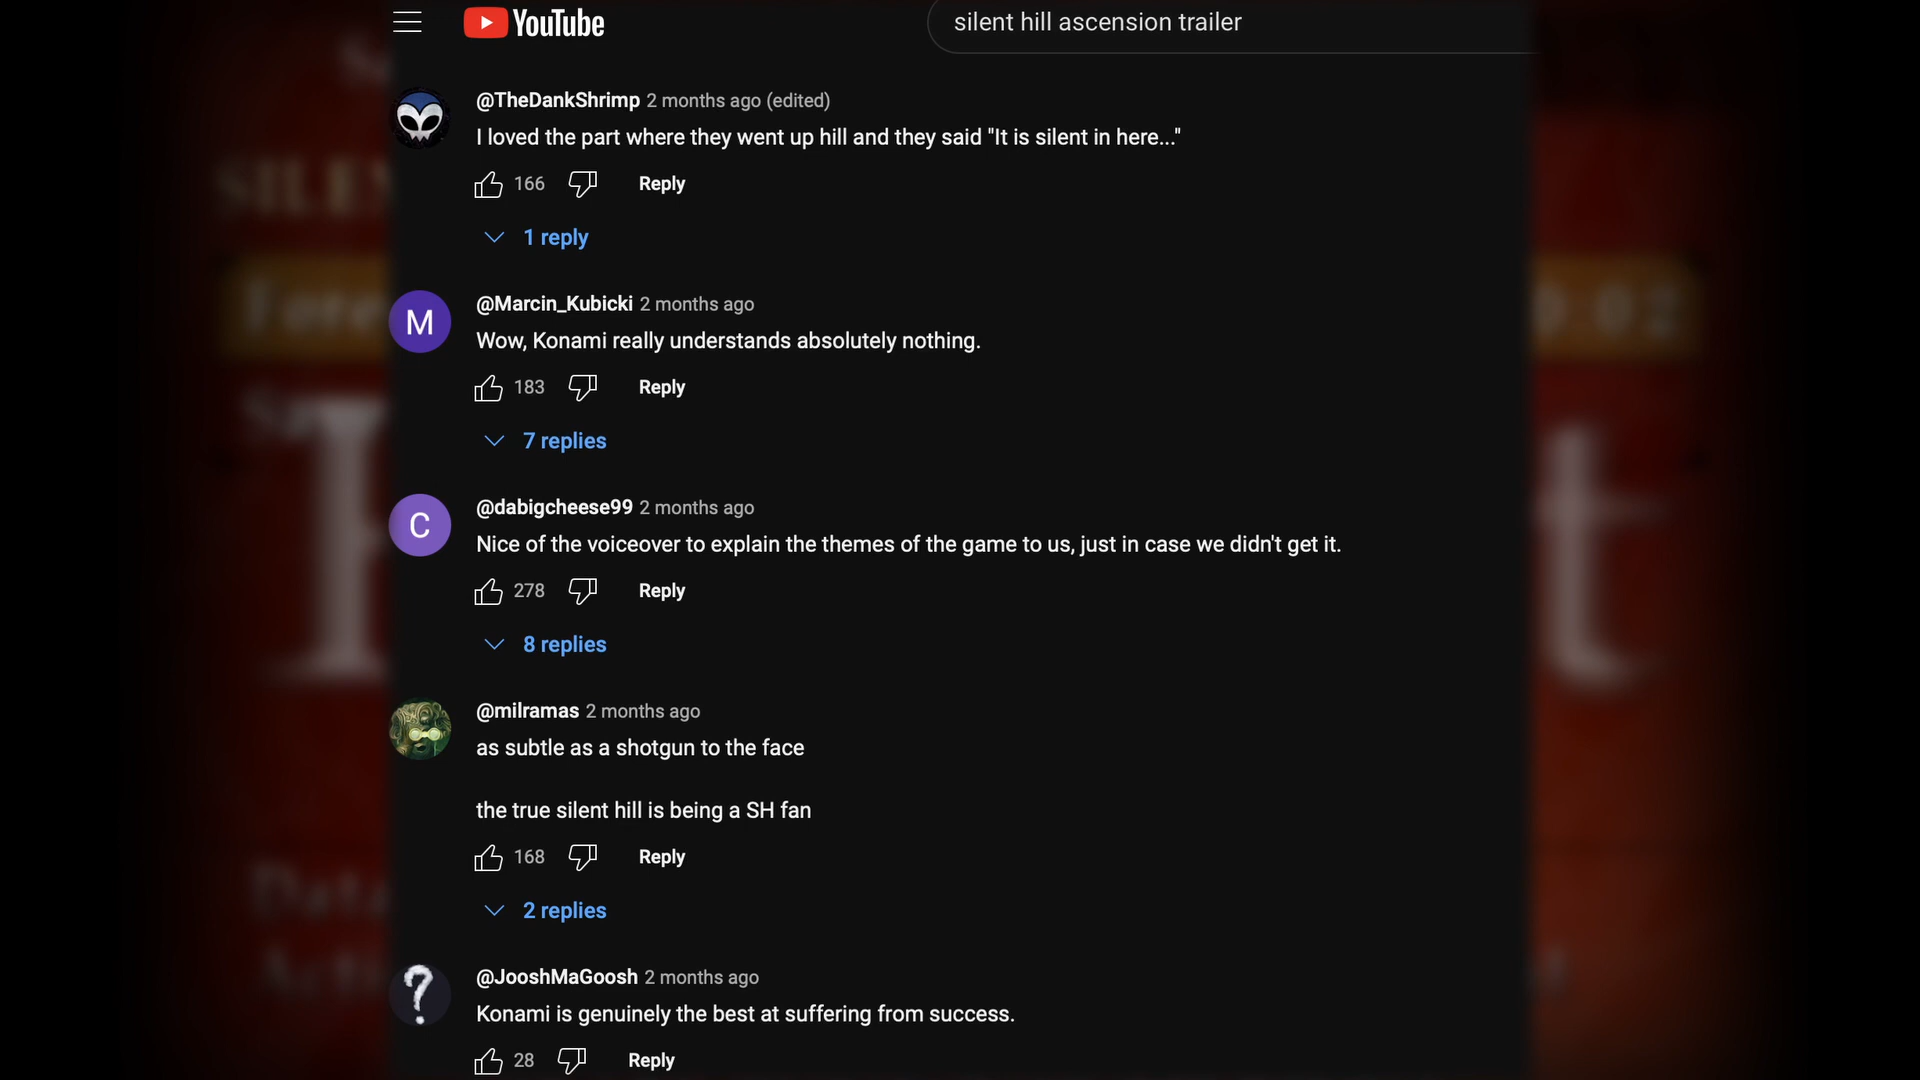 YouTube
silent hill ascension trailer
@TheDankShrimp 2 months ago (edited)
I loved the part where they went up hill and they said "It is silent in here..."
166 Reply
1 reply
M
@Marcin_Kubicki 2 months ago
Wow, Konami really understands absolutely nothing.
183 Reply
7 replies
C
@dabigcheese99 2 months ago
Nice of the voiceover to explain the themes of the game to us, just in case we didn't get it.
278 Reply
8 replies
@milramas 2 months ago
as subtle as a shotgun to the face
the true silent hill is being a SH fan
168 Reply
2 replies
?
@JooshMaGoosh 2 months ago
Konami is genuinely the best at suffering from success.
28 Reply